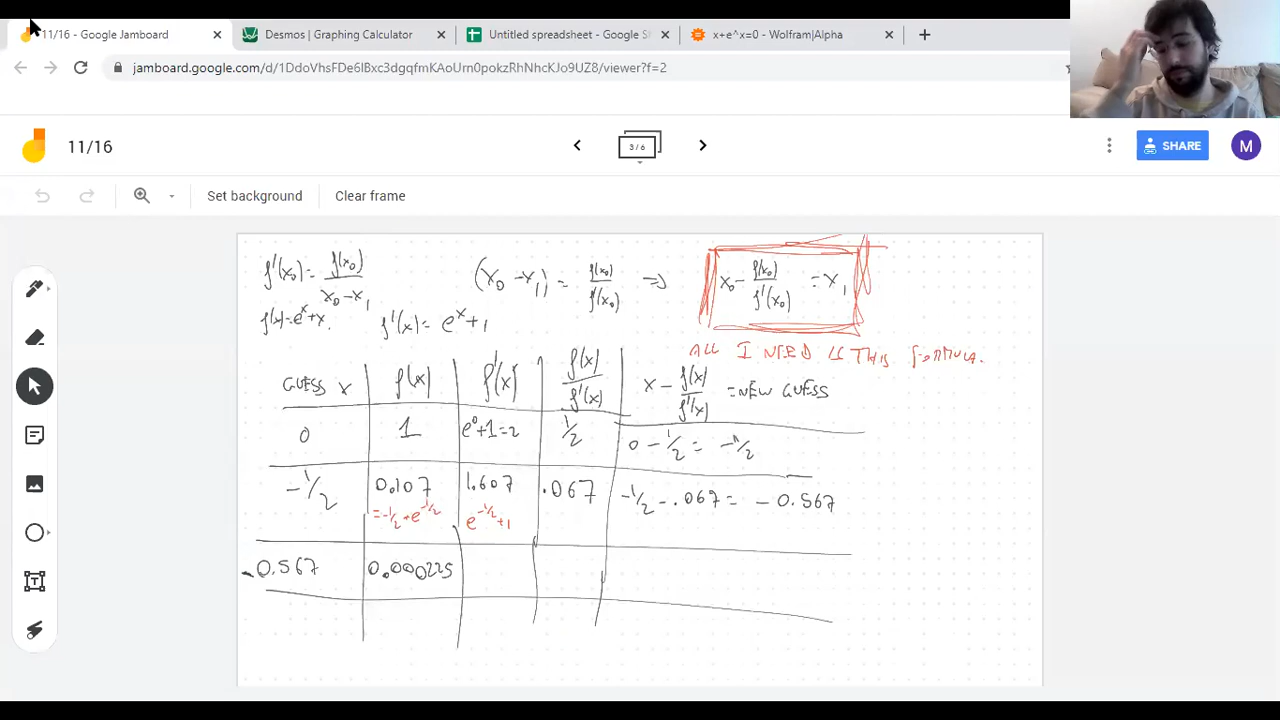 11/16 - Google Jamboard
Desmos | Graphing Calculator
Untitled spreadsheet - Google Sh
x+e^x=0 - Wolfram|Alpha
jamboard.google.com/d/1DdoVhsFDe6lBxc3dgqfmKAoUrn0pokzRhNhcKJo9UZ8/viewer?f=2
11/16
3 / 6
SHARE
M
Set background
Clear frame
f'(x₀) = f(x₀)/(x₀-x₁)
(x₀-x₁) = f(x₀)/f'(x₀) ⇒
x₀ - f(x₀)/f'(x₀) = x₁
f(x)=e^x+x. f'(x) = e^x+1
ALL I NEED IS THIS FORMULA.
GUESS x f(x) f'(x) f(x)/f'(x) x - f(x)/f'(x) = NEW GUESS
0 1 e^0+1=2 1/2 0 - 1/2 = -1/2
-1/2 0.107 1.607 .067 -1/2 - .067 = -0.567
=-1/2+e^-1/2 e^-1/2+1
-0.567 0.000225